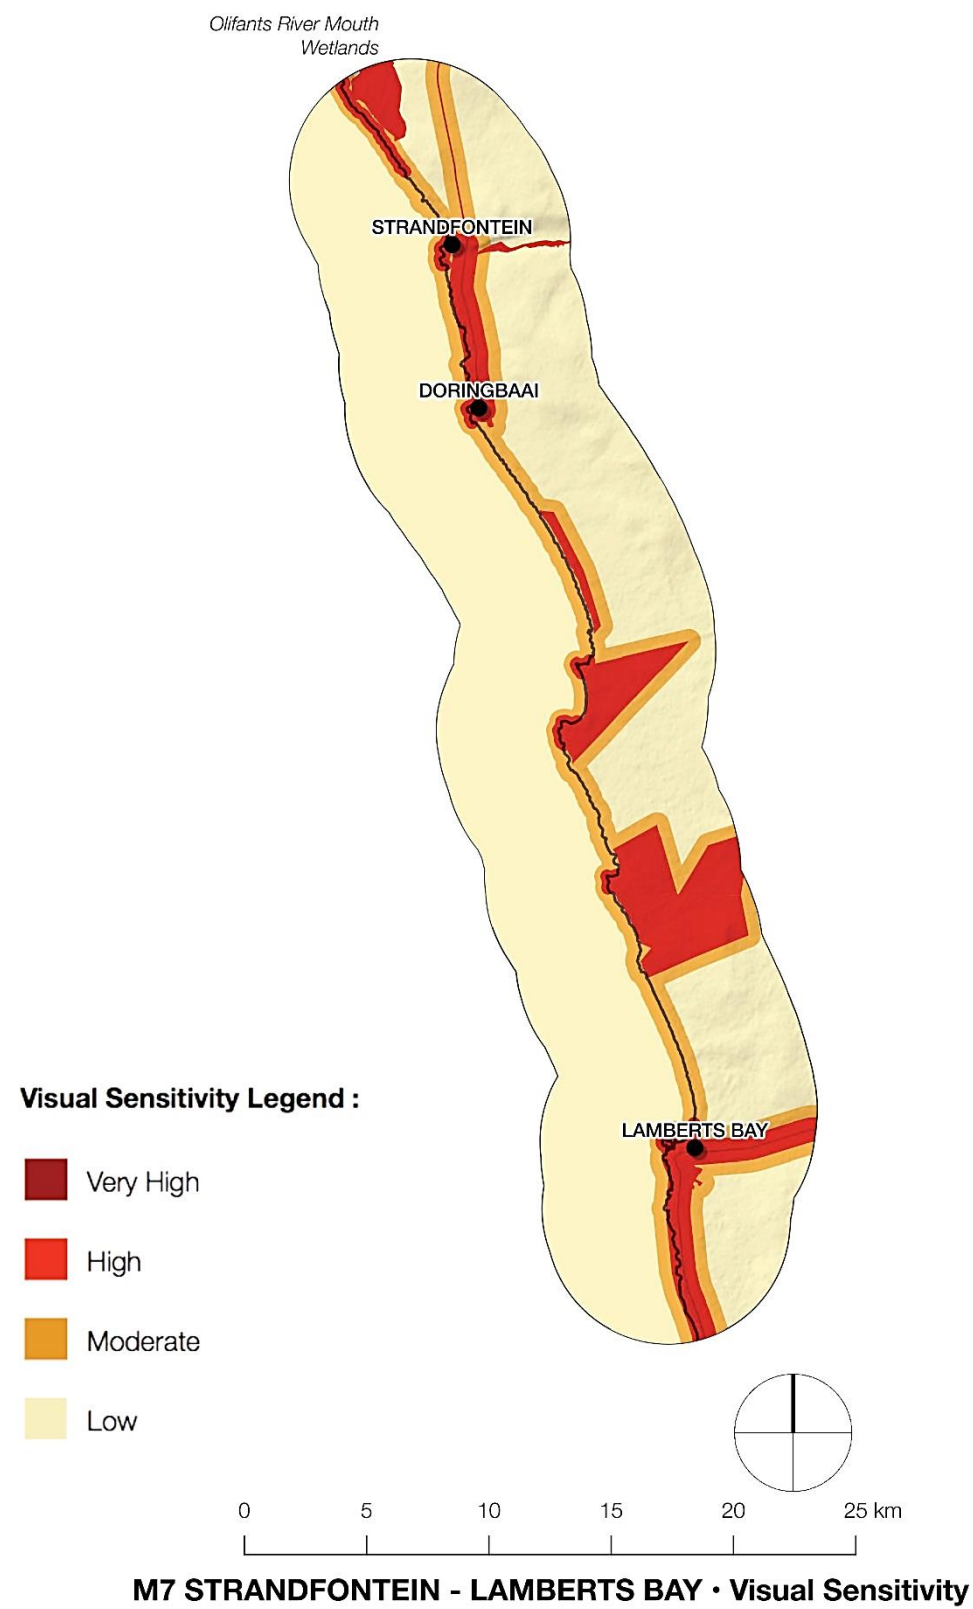 Olifants River Mouth
Wetlands
STRANDFONTEIN
DORINGBAAI
LAMBERTS BAY
Visual Sensitivity Legend :
Very High
High
Moderate
Low
0 5 10 15 20 25 km
M7 STRANDFONTEIN - LAMBERTS BAY • Visual Sensitivity